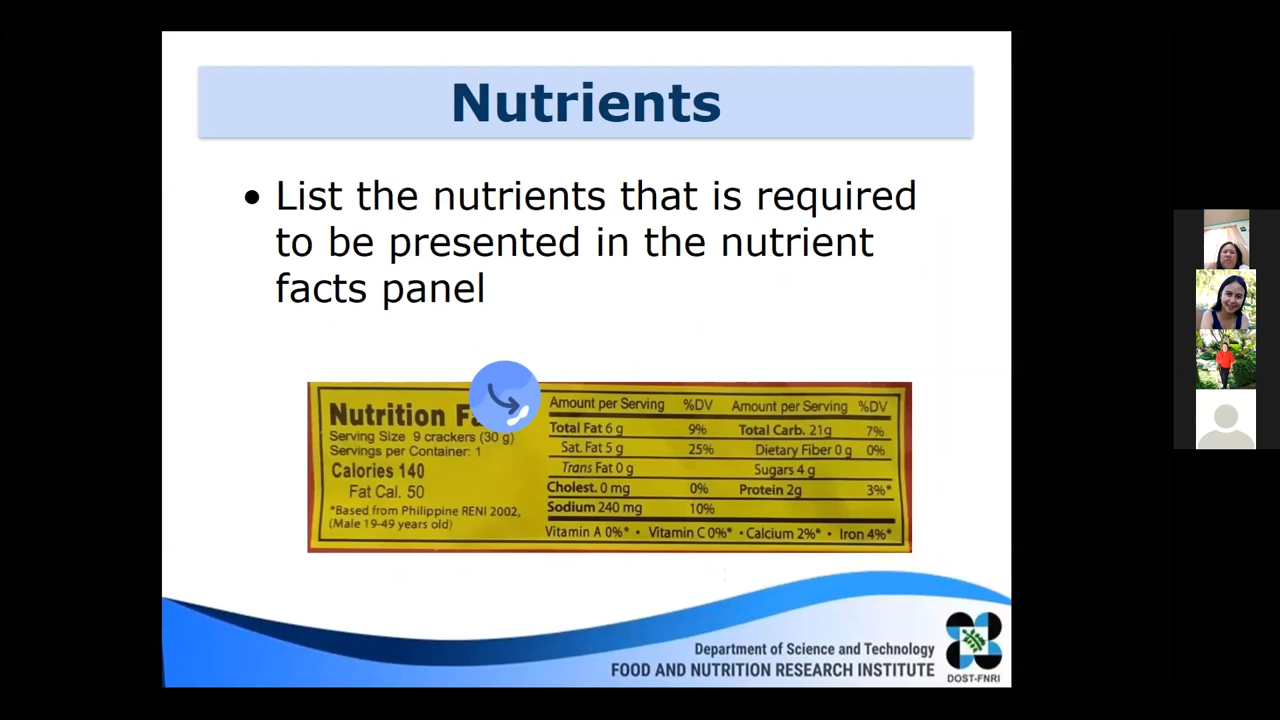 Nutrients
• List the nutrients that is required
to be presented in the nutrient
facts panel
Nutrition
Serving Size 9 crackers (30 g)
Servings per Container: 1
Calories 140
Fat Cal. 50
*Based from Philippine RENI 2002,
(Male 19-49 years old)
Amount per Serving %DV
Total Fat 6 g 9%
Sat. Fat 5 g 25%
Trans Fat 0 g
Cholest. 0 mg 0%
Sodium 240 mg 10%
Amount per Serving %DV
Total Carb. 21g 7%
Dietary Fiber 0 g 0%
Sugars 4 g
Protein 2g 3%*
Vitamin A 0%* • Vitamin C 0%* • Calcium 2%* • Iron 4%*
Department of Science and Technology
FOOD AND NUTRITION RESEARCH INSTITUTE
DOST-FNRI